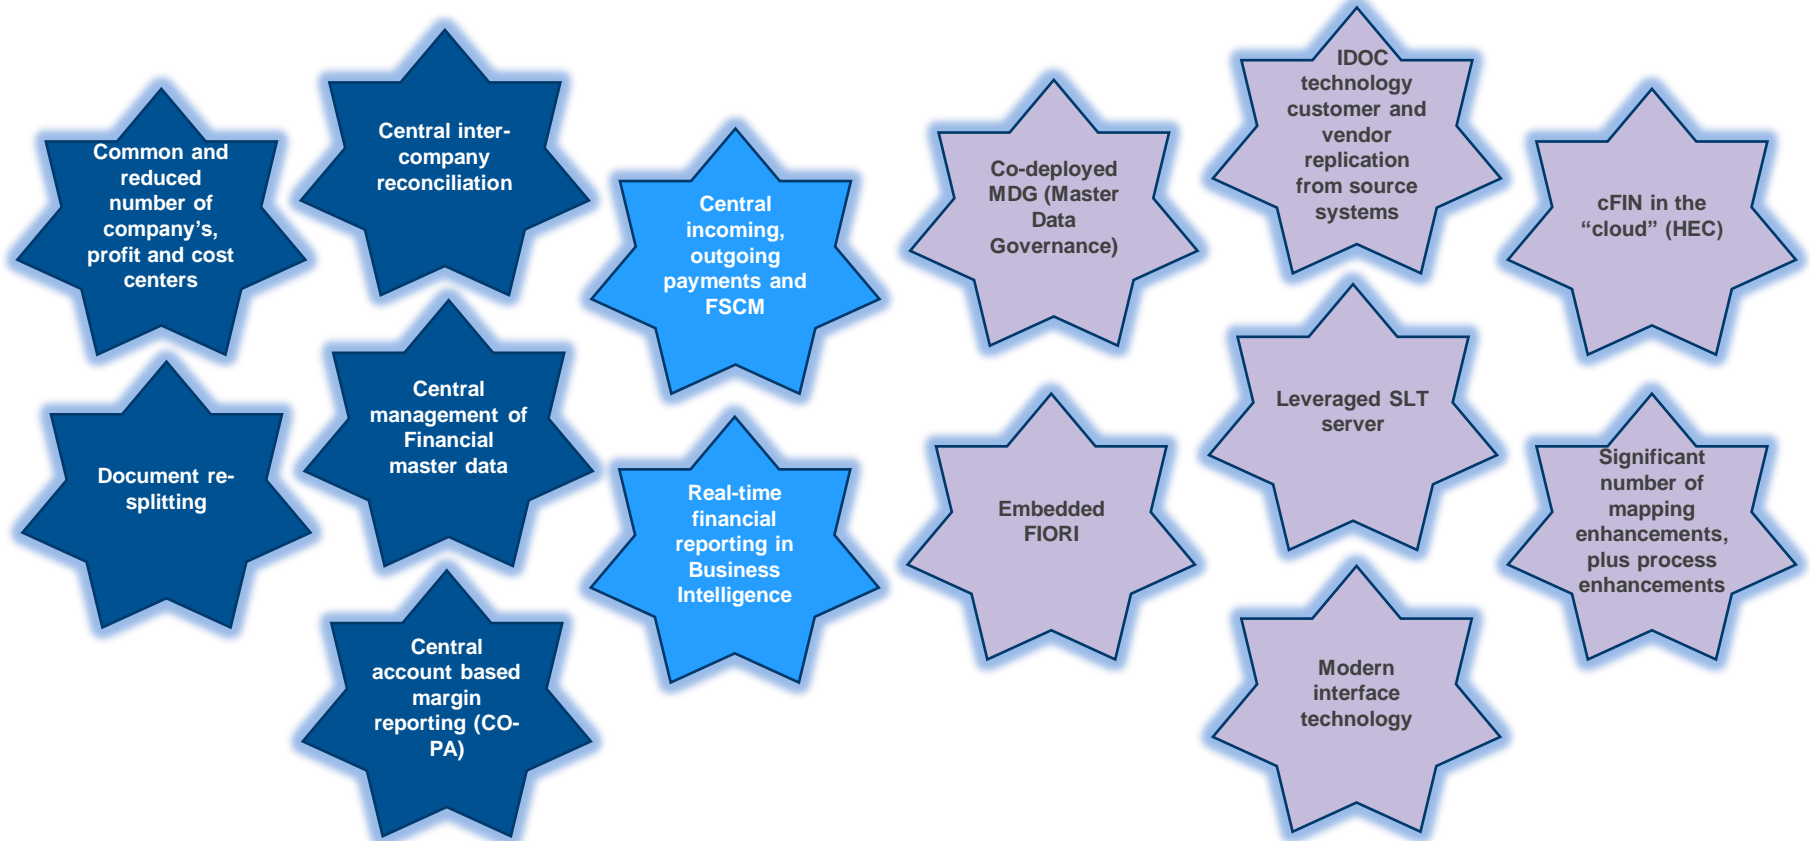 Common and
reduced
number of
company’s,
profit and cost
centers
Central inter-
company
reconciliation
Central
incoming,
outgoing
payments and
FSCM
Document re-
splitting
Central
management of
Financial
master data
Real-time
financial
reporting in
Business
Intelligence
Central
account based
margin
reporting (CO-
PA)
Co-deployed
MDG (Master
Data
Governance)
IDOC
technology
customer and
vendor
replication
from source
systems
cFIN in the
“cloud” (HEC)
Embedded
FIORI
Leveraged SLT
server
Significant
number of
mapping
enhancements,
plus process
enhancements
Modern
interface
technology